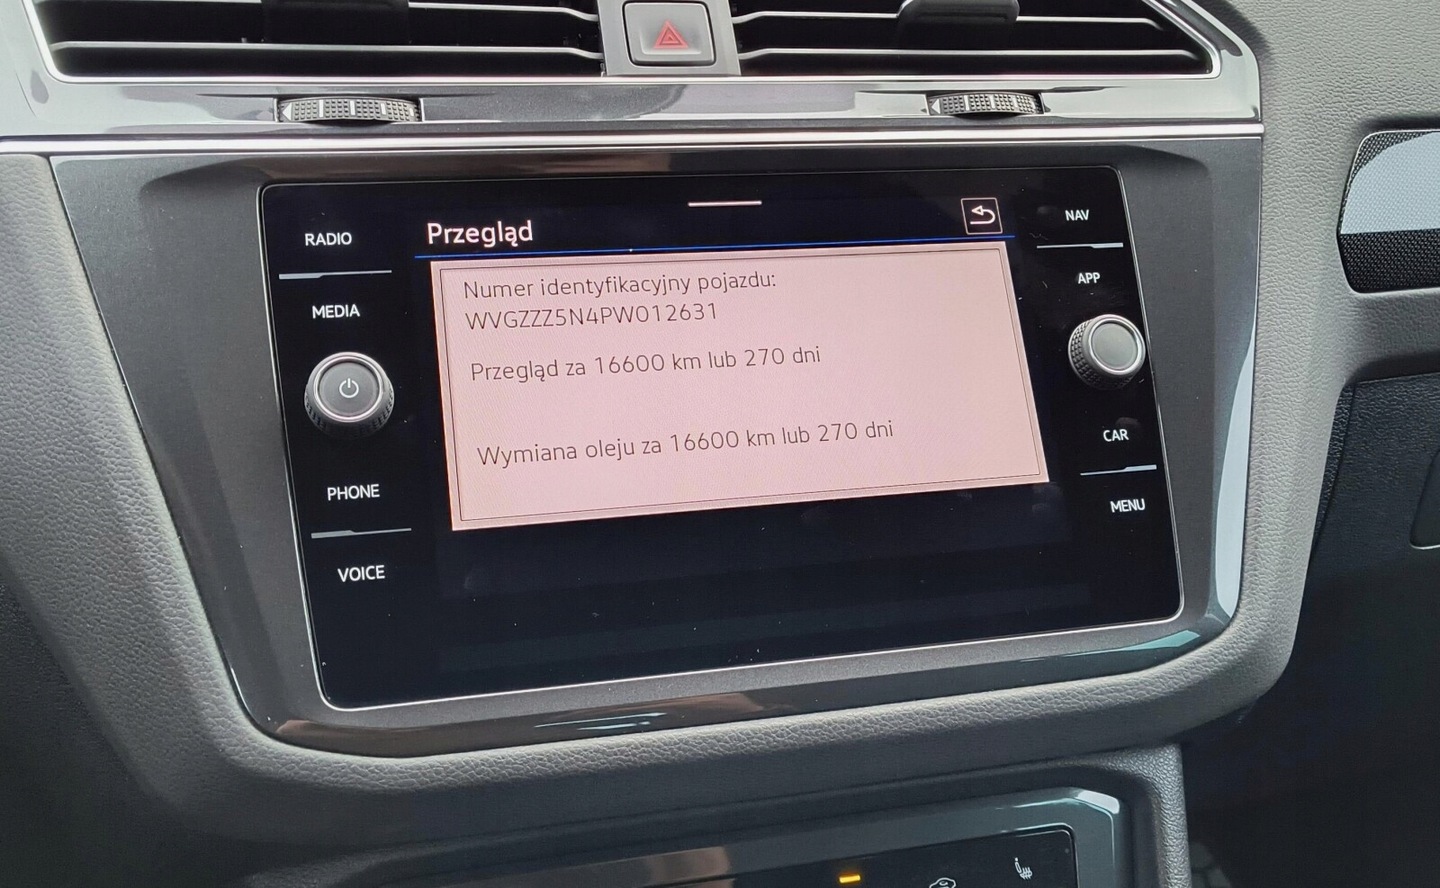 RADIO
MEDIA
PHONE
VOICE
Przegląd
Numer identyfikacyjny pojazdu:
WVGZZZ5N4PW012631
Przegląd za 16600 km lub 270 dni
Wymiana oleju za 16600 km lub 270 dni
NAV
APP
CAR
MENU